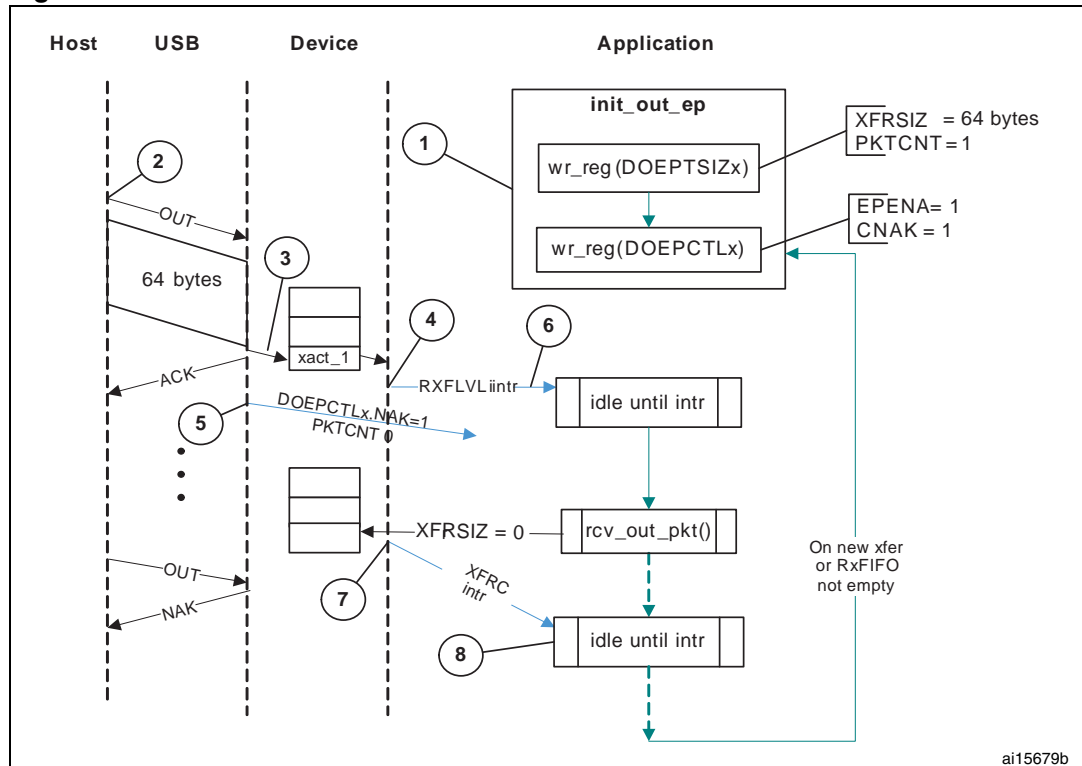 Host USB Device Application
init_out_ep
XFRSIZ = 64 bytes
PKTCNT = 1
1
wr_reg(DOEPTSIZx)
2
OUT
EPENA= 1
CNAK = 1
wr_reg(DOEPCTLx)
3
64 bytes
4
6
xact_1
ACK
RXFLVL iintr
idle until intr
DOEPCTLx.NAK=1
PKTCNT 0
5
XFRSIZ = 0
rcv_out_pkt()
On new xfer
or RxFIFO
not empty
OUT
XFRC
intr
7
NAK
idle until intr
8
ai15679b